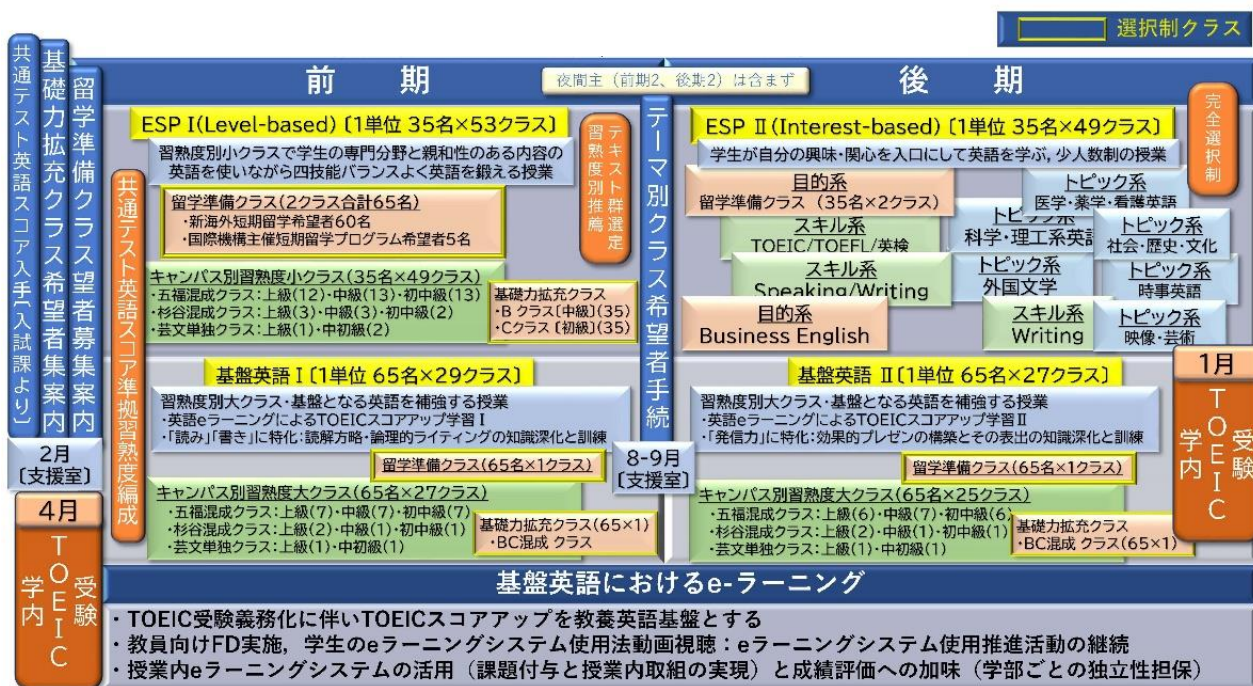 選択制クラス
共通テスト英語スコア入手〔入試課より〕
基礎力拡充クラス希望者集案内
留学準備クラス望者募集案内
2月
〔支援室〕
4月
TOEIC
学内
受験
前 期
夜間主（前期2、後期2）は含まず
後 期
共通テスト英語スコア準拠習熟度編成
ESP Ⅰ(Level-based)〔1単位 35名×53クラス〕
習熟度別小クラスで学生の専門分野と親和性のある内容の
英語を使いながら四技能バランスよく英語を鍛える授業
習熟度別推薦
テキスト群選定
留学準備クラス(2クラス合計65名)
・新海外短期留学希望者60名
・国際機構主催短期留学プログラム希望者5名
キャンパス別習熟度小クラス(35名×49クラス)
・五福混成クラス:上級(12)・中級(13)・初中級(13)
・杉谷混成クラス:上級(3)・中級(3)・初中級(2)
・芸文単独クラス:上級(1)・中初級(2)
基礎力拡充クラス
・B クラス〔中級〕(35)
・Cクラス〔初級〕(35)
基盤英語Ⅰ〔1単位 65名×29クラス〕
習熟度別大クラス・基盤となる英語を補強する授業
・英語eラーニングによるTOEICスコアアップ学習Ⅰ
・「読み」「書き」に特化:読解方略・論理的ライティングの知識深化と訓練
留学準備クラス(65名×1クラス)
キャンパス別習熟度大クラス(65名×27クラス)
・五福混成クラス:上級(7)・中級(7)・初中級(7)
・杉谷混成クラス:上級(2)・中級(1)・初中級(1)
・芸文単独クラス:上級(1)・中初級(1)
基礎力拡充クラス(65×1)
・BC混成 クラス
テーマ別クラス希望者手続
8-9月
〔支援室〕
ESP Ⅱ(Interest-based)〔1単位 35名×49クラス〕
完全選択制
学生が自分の興味・関心を入口にして英語を学ぶ,少人数制の授業
目的系
留学準備クラス（35名×2クラス）
トピック系
医学・薬学・看護英語
スキル系
TOEIC/TOEFL/英検
トピック系
科学・理工系英語
トピック系
社会・歴史・文化
スキル系
Speaking/Writing
トピック系
外国文学
トピック系
時事英語
目的系
Business English
スキル系
Writing
トピック系
映像・芸術
基盤英語 Ⅱ〔1単位 65名×27クラス〕
習熟度別大クラス・基盤となる英語を補強する授業
・英語eラーニングによるTOEICスコアアップ学習Ⅱ
・「発信力」に特化:効果的プレゼンの構築とその表出の知識深化と訓練
留学準備クラス(65名×1クラス)
キャンパス別習熟度大クラス(65名×25クラス)
・五福混成クラス:上級(6)・中級(7)・初中級(6)
・杉谷混成クラス:上級(2)・中級(1)・初中級(1)
・芸文単独クラス:上級(1)・中初級(1)
基礎力拡充クラス
・BC混成 クラス(65×1)
1月
TOEIC
学内
受験
基盤英語におけるe-ラーニング
・TOEIC受験義務化に伴いTOEICスコアアップを教養英語基盤とする
・教員向けFD実施，学生のeラーニングシステム使用法動画視聴：eラーニングシステム使用推進活動の継続
・授業内eラーニングシステムの活用（課題付与と授業内取組の実現）と成績評価への加味（学部ごとの独立性担保）